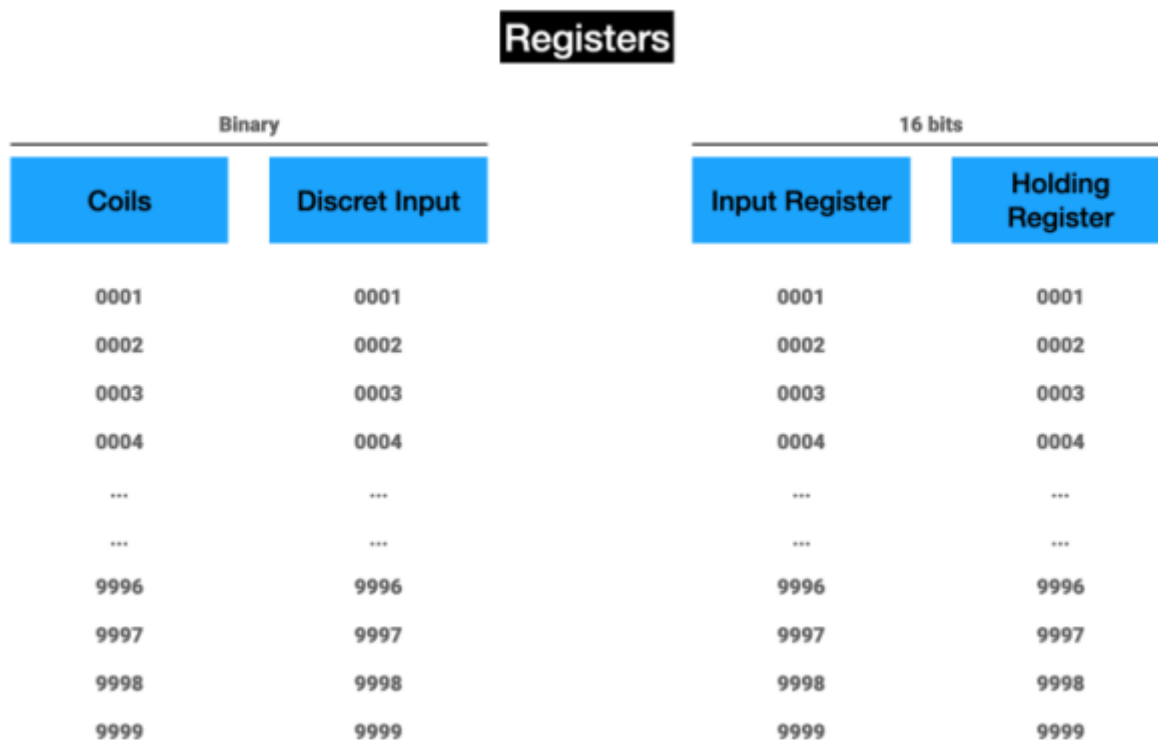 Registers
Binary
16 bits
Coils
Discret Input
Input Register
Holding
Register
0001 0001 0001 0001
0002 0002 0002 0002
0003 0003 0003 0003
0004 0004 0004 0004
... ... ... ...
... ... ... ...
9996 9996 9996 9996
9997 9997 9997 9997
9998 9998 9998 9998
9999 9999 9999 9999